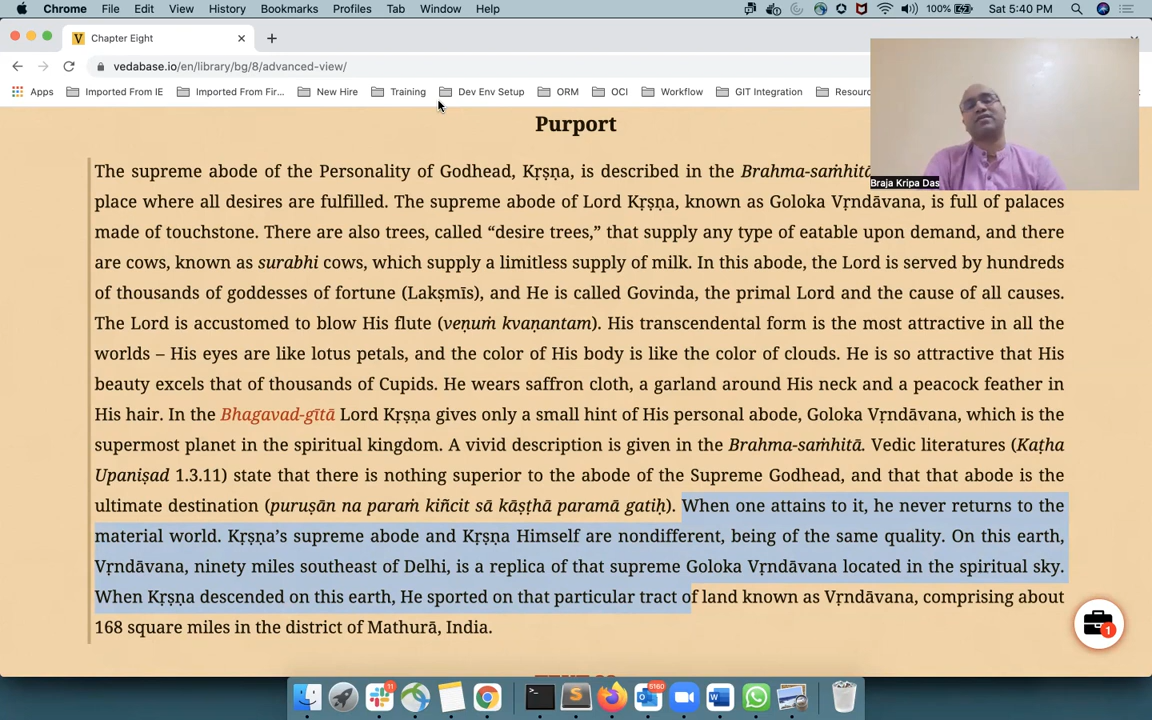 Chrome File Edit View History Bookmarks Profiles Tab Window Help 100% Sat 5:40 PM
Chapter Eight
vedabase.io/en/library/bg/8/advanced-view/
Apps Imported From IE Imported From Fir... New Hire Training Dev Env Setup ORM OCI Workflow GIT Integration Resourc
Braja Kripa Das
Purport
The supreme abode of the Personality of Godhead, Kṛṣṇa, is described in the Brahma-saṁhitā
place where all desires are fulfilled. The supreme abode of Lord Kṛṣṇa, known as Goloka Vṛndāvana, is full of palaces
made of touchstone. There are also trees, called “desire trees,” that supply any type of eatable upon demand, and there
are cows, known as surabhi cows, which supply a limitless supply of milk. In this abode, the Lord is served by hundreds
of thousands of goddesses of fortune (Lakṣmīs), and He is called Govinda, the primal Lord and the cause of all causes.
The Lord is accustomed to blow His flute (veṇuṁ kvaṇantam). His transcendental form is the most attractive in all the
worlds – His eyes are like lotus petals, and the color of His body is like the color of clouds. He is so attractive that His
beauty excels that of thousands of Cupids. He wears saffron cloth, a garland around His neck and a peacock feather in
His hair. In the Bhagavad-gītā Lord Kṛṣṇa gives only a small hint of His personal abode, Goloka Vṛndāvana, which is the
supermost planet in the spiritual kingdom. A vivid description is given in the Brahma-saṁhitā. Vedic literatures (Kaṭha
Upaniṣad 1.3.11) state that there is nothing superior to the abode of the Supreme Godhead, and that that abode is the
ultimate destination (puruṣān na paraṁ kiñcit sā kāṣṭhā paramā gatiḥ). When one attains to it, he never returns to the
material world. Kṛṣṇa’s supreme abode and Kṛṣṇa Himself are nondifferent, being of the same quality. On this earth,
Vṛndāvana, ninety miles southeast of Delhi, is a replica of that supreme Goloka Vṛndāvana located in the spiritual sky.
When Kṛṣṇa descended on this earth, He sported on that particular tract of land known as Vṛndāvana, comprising about
168 square miles in the district of Mathurā, India.
1
11
5160